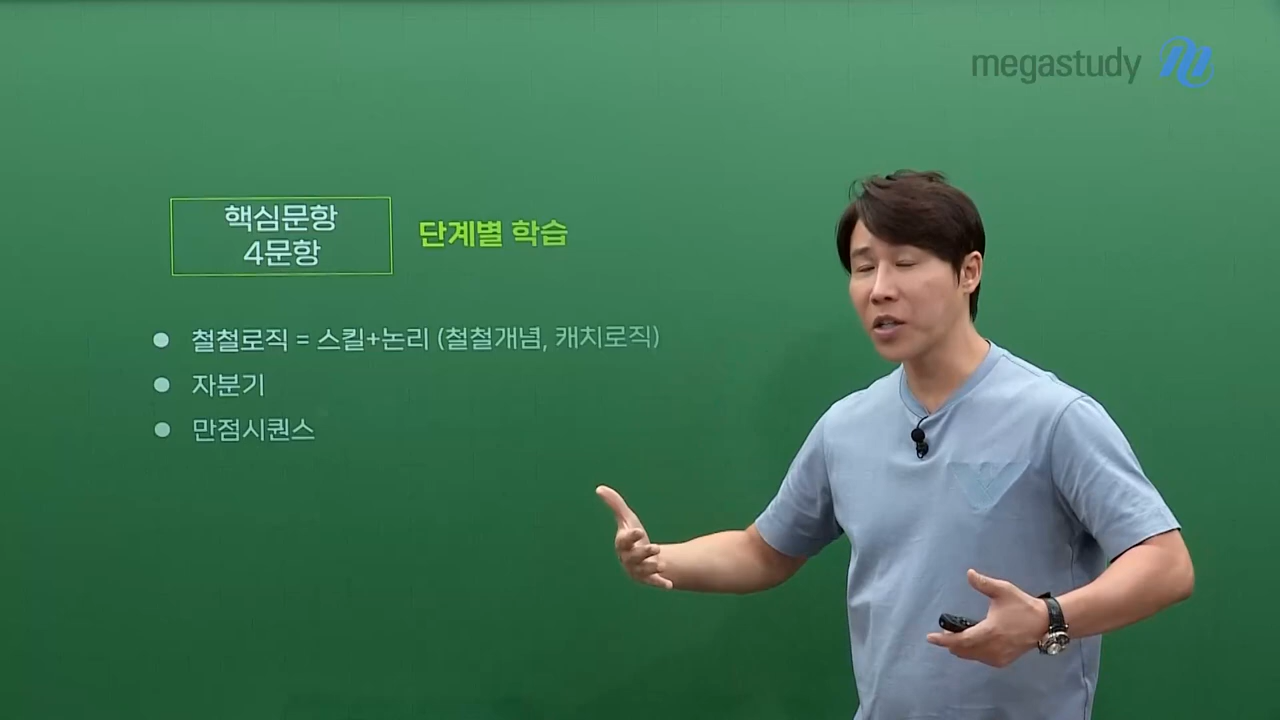 megastudy
핵심문항
4문항
단계별 학습
철철로직 = 스킬+논리 (철철개념, 캐치로직)
자분기
만점시퀀스